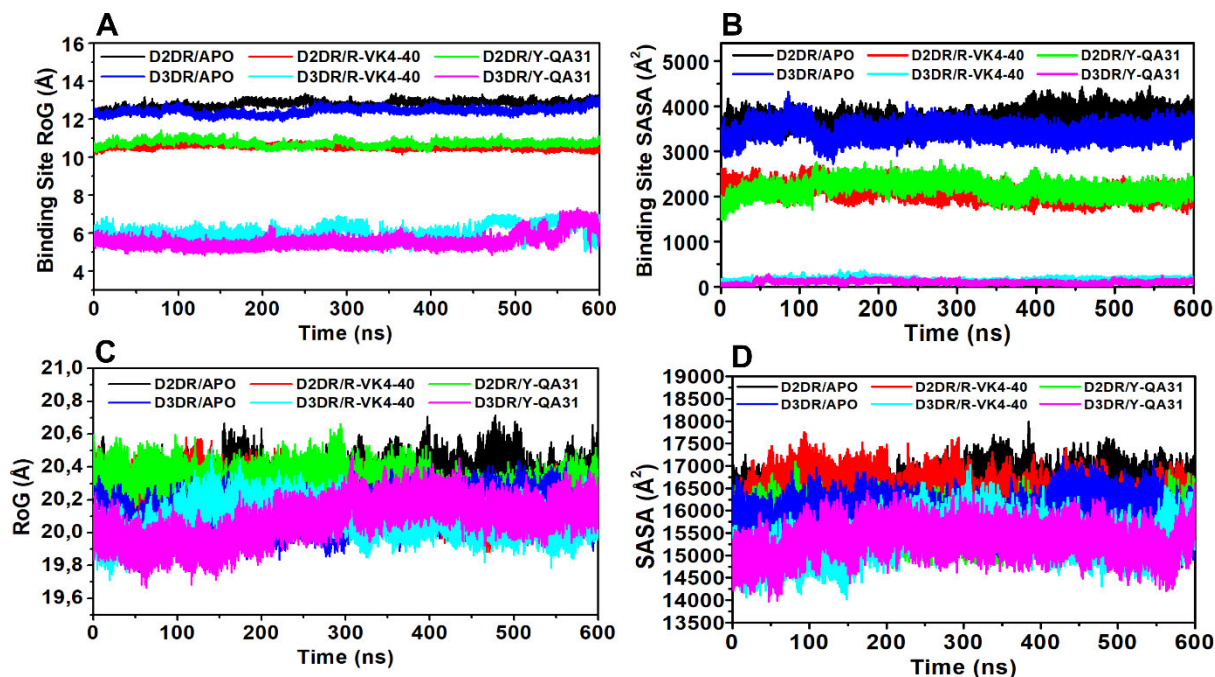 A
16
14
12
10
8
6
4
Binding Site RoG (Å)
D2DR/APO D2DR/R-VK4-40 D2DR/Y-QA31
D3DR/APO D3DR/R-VK4-40 D3DR/Y-QA31
0 100 200 300 400 500 600
Time (ns)
B
5000
4000
3000
2000
1000
0
Binding Site SASA (Å²)
D2DR/APO D2DR/R-VK4-40 D2DR/Y-QA31
D3DR/APO D3DR/R-VK4-40 D3DR/Y-QA31
0 100 200 300 400 500 600
Time (ns)
C
21,0
20,8
20,6
20,4
20,2
20,0
19,8
19,6
RoG (Å)
D2DR/APO D2DR/R-VK4-40 D2DR/Y-QA31
D3DR/APO D3DR/R-VK4-40 D3DR/Y-QA31
0 100 200 300 400 500 600
Time (ns)
D
19000
18500
18000
17500
17000
16500
16000
15500
15000
14500
14000
13500
SASA (Å²)
D2DR/APO D2DR/R-VK4-40 D2DR/Y-QA31
D3DR/APO D3DR/R-VK4-40 D3DR/Y-QA31
0 100 200 300 400 500 600
Time (ns)